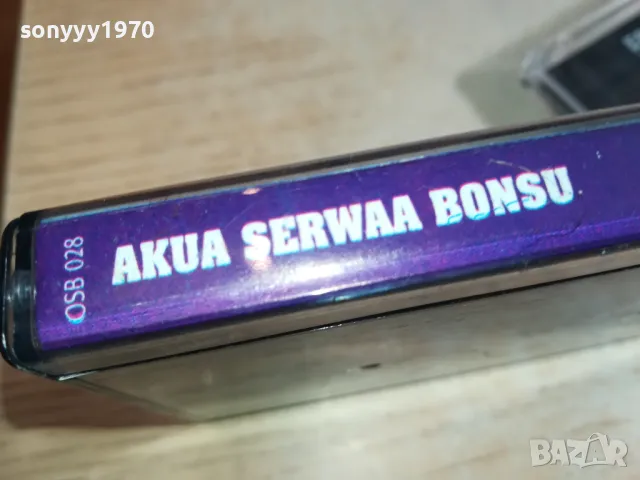 sonyyy1970
OSB 028
AKUA SERWAA BONSU
BAZAR